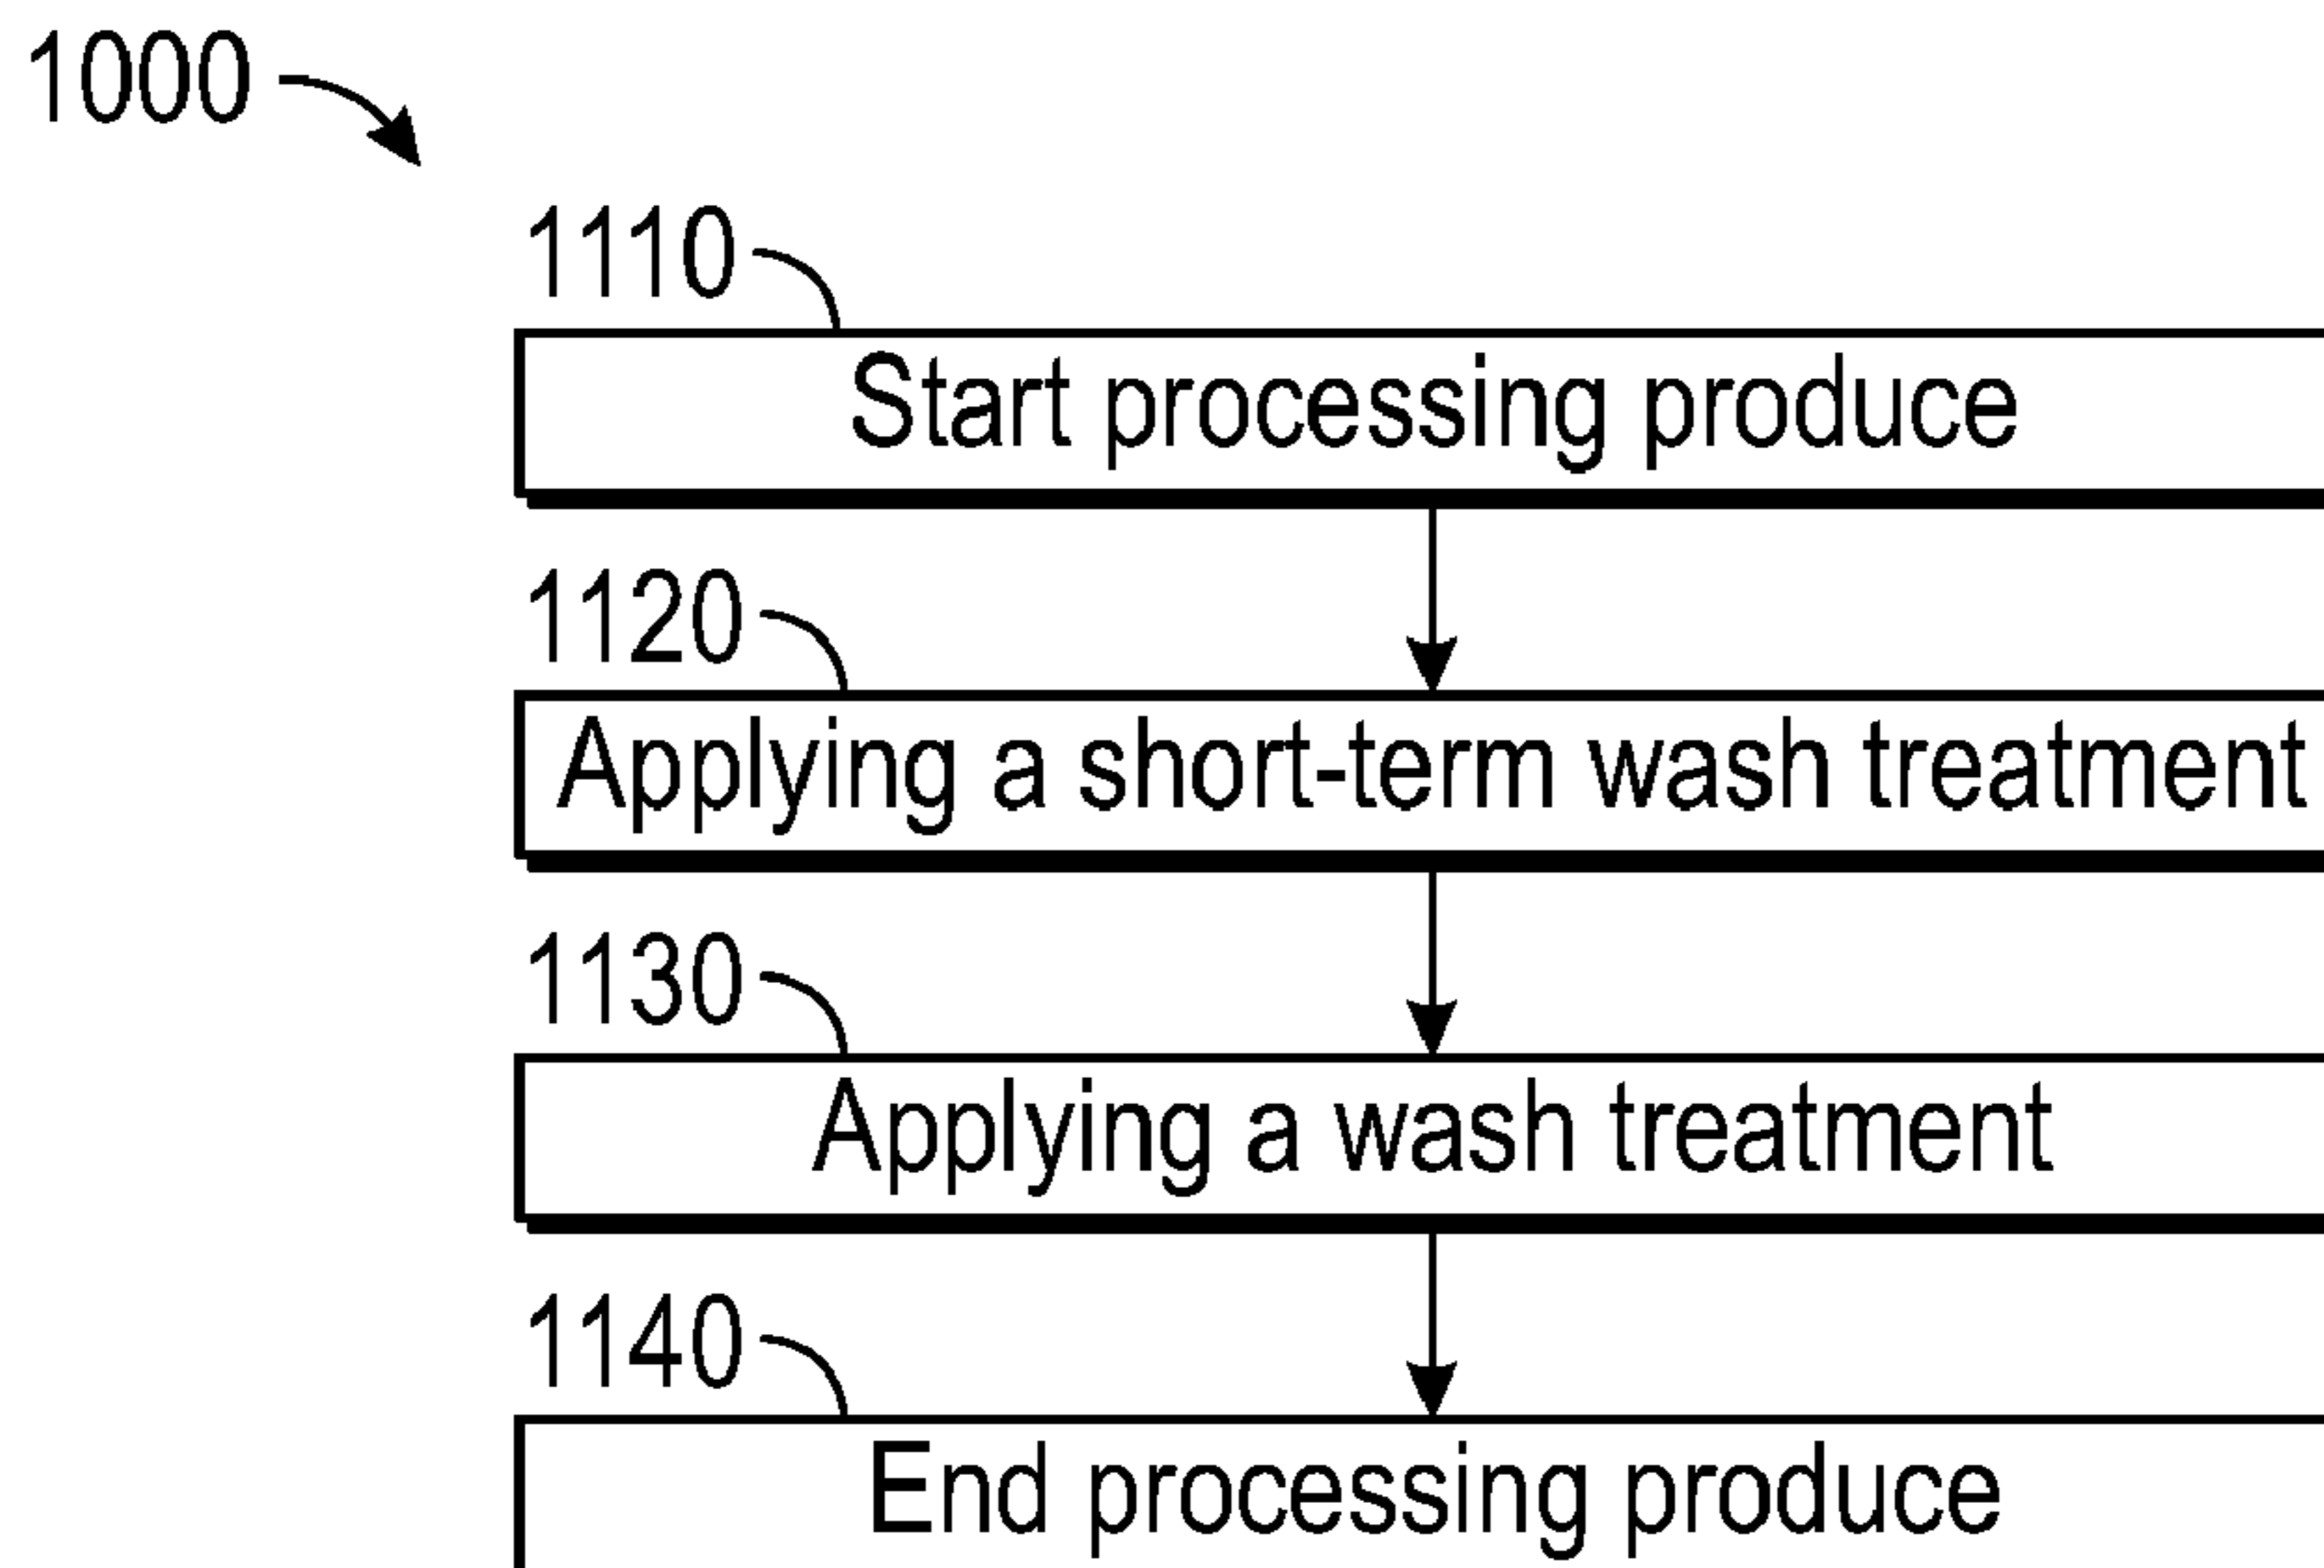 1000
1110
Start processing produce
1120
Applying a short-term wash treatment
1130
Applying a wash treatment
1140
End processing produce